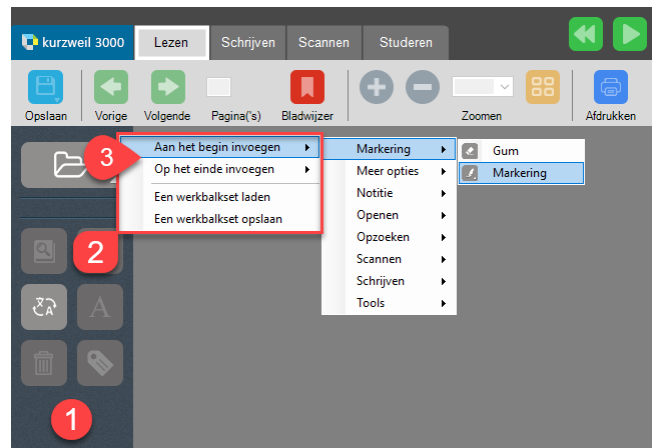 kurzweil 3000
Lezen
Schrijven
Scannen
Studeren
Opslaan
Vorige
Volgende
Pagina('s)
Bladwijzer
Zoomen
Afdrukken
3
Aan het begin invoegen
Op het einde invoegen
Een werkbalkset laden
Een werkbalkset opslaan
Markering
Meer opties
Notitie
Openen
Opzoeken
Scannen
Schrijven
Tools
Gum
Markering
2
A
A
1